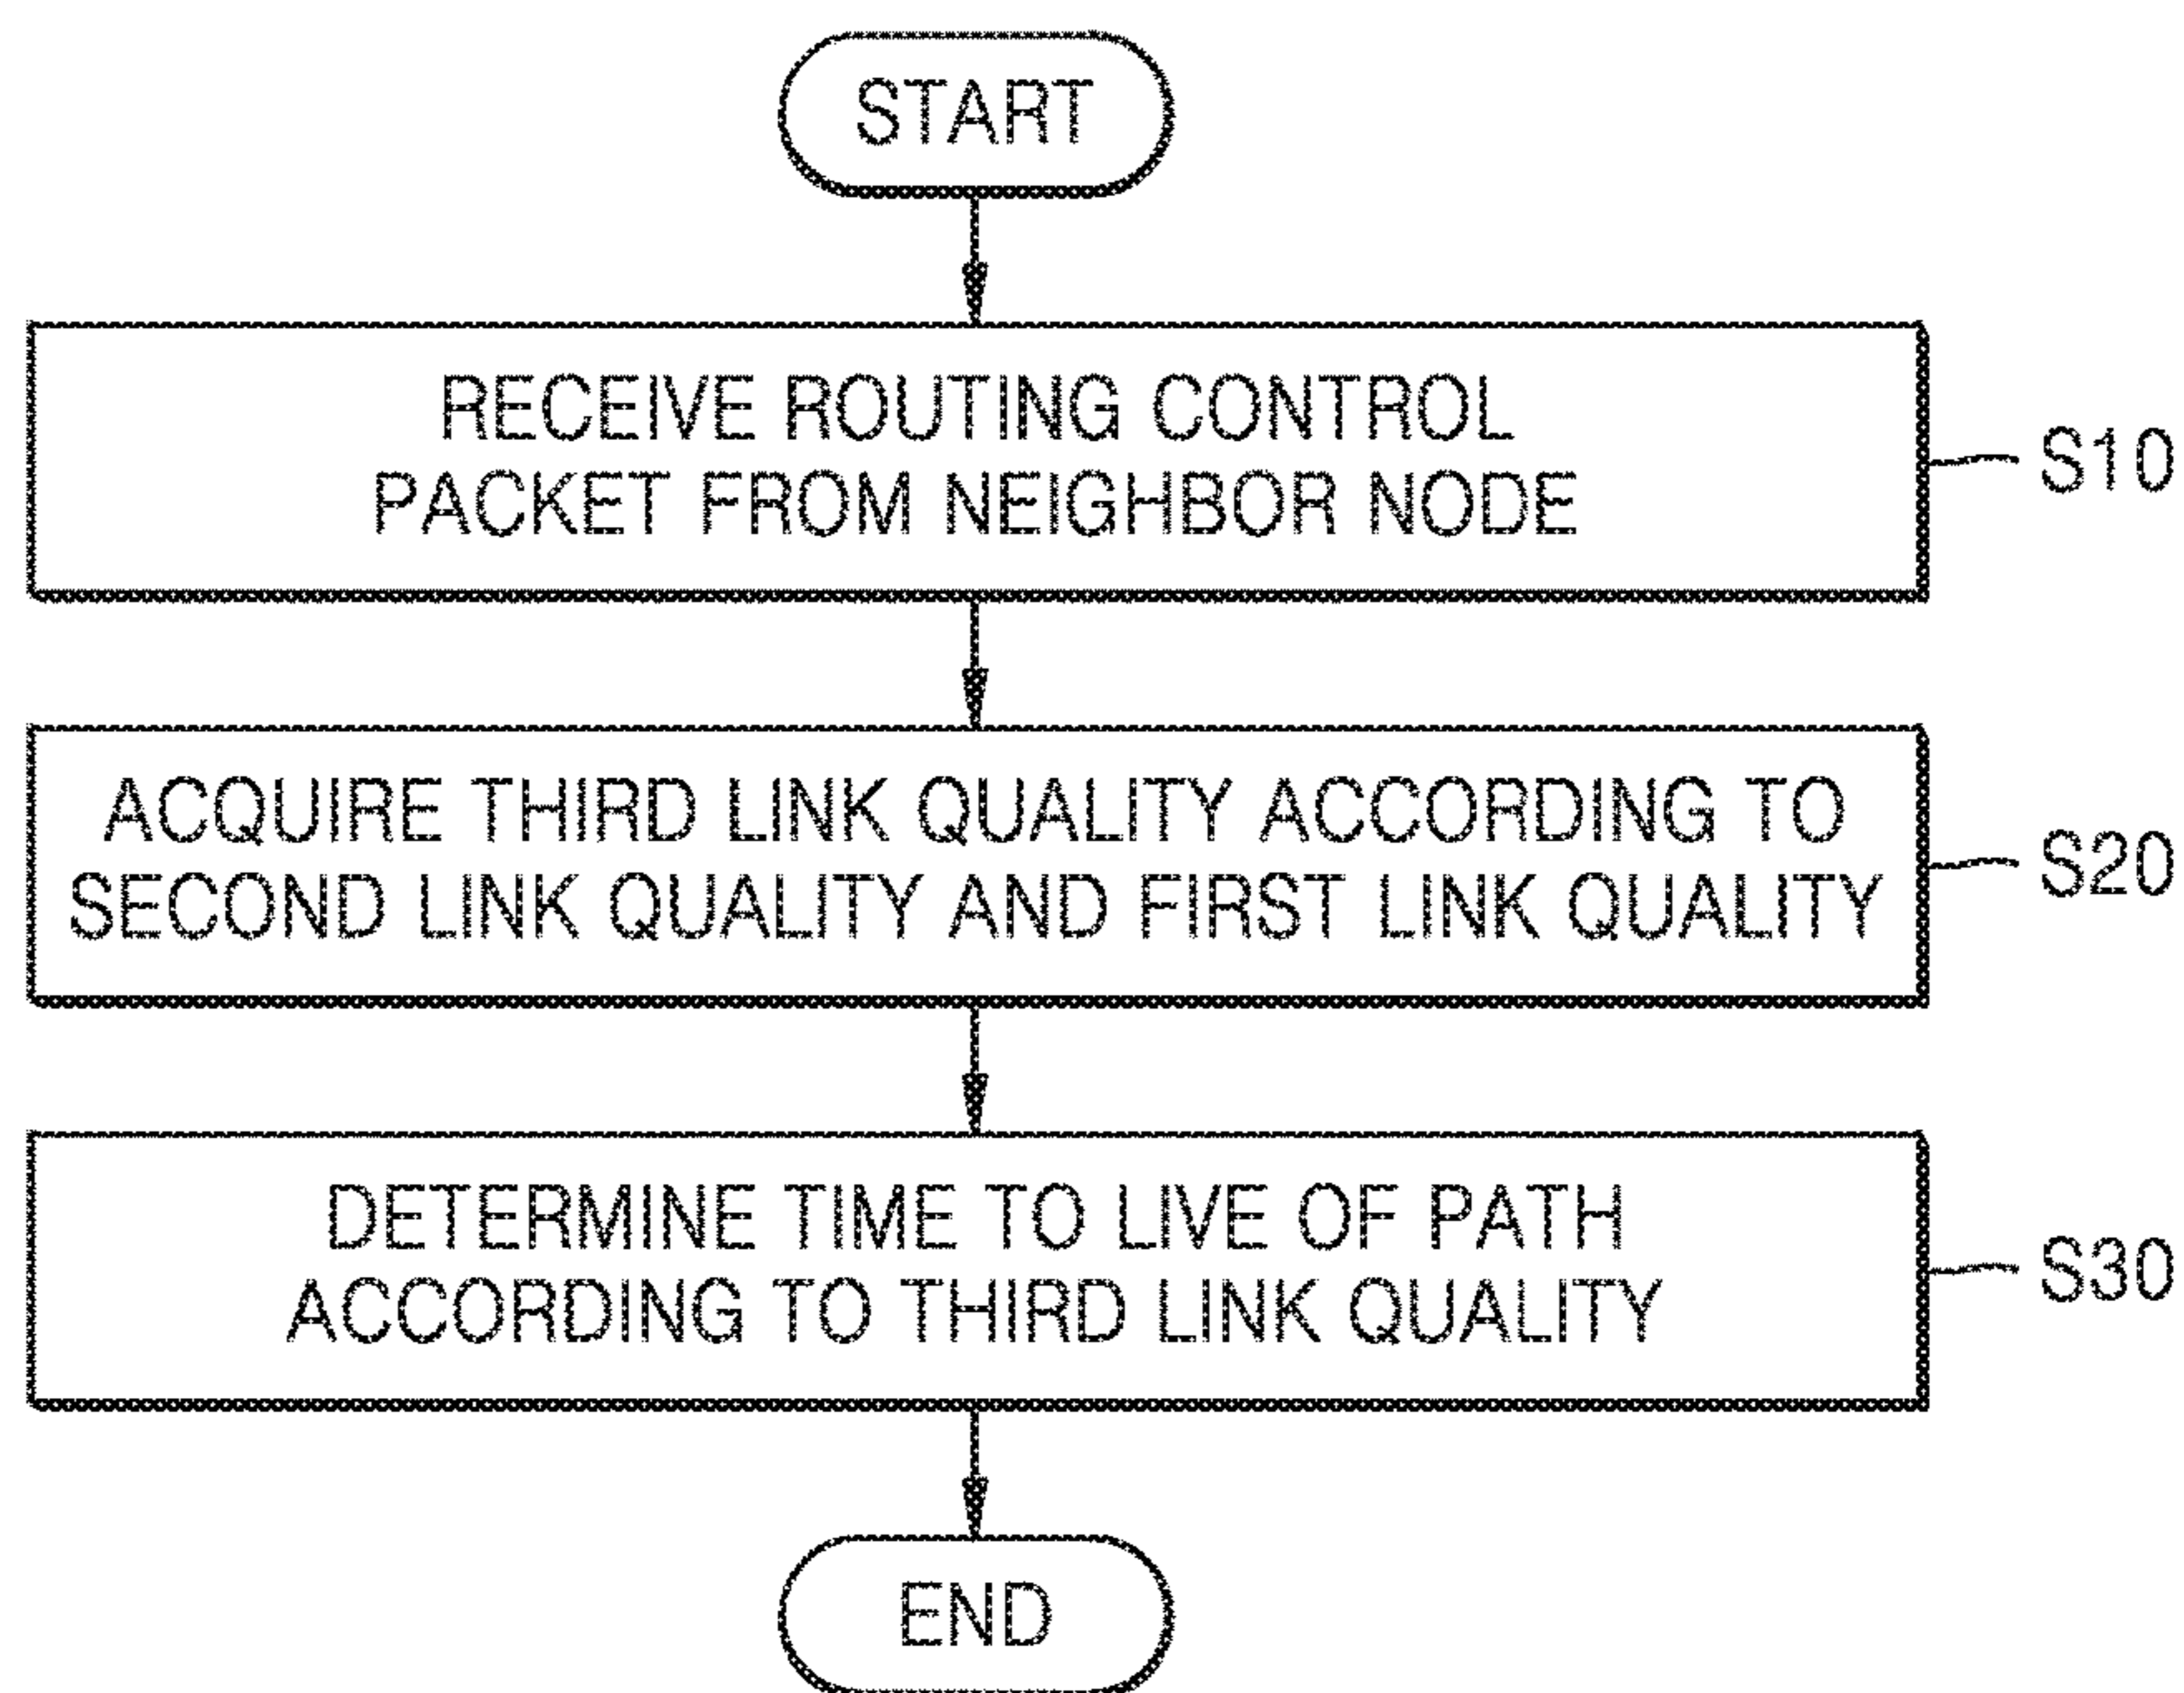 START
RECEIVE ROUTING CONTROL
PACKET FROM NEIGHBOR NODE
S10
ACQUIRE THIRD LINK QUALITY ACCORDING TO
SECOND LINK QUALITY AND FIRST LINK QUALITY
S20
DETERMINE TIME TO LIVE OF PATH
ACCORDING TO THIRD LINK QUALITY
S30
END